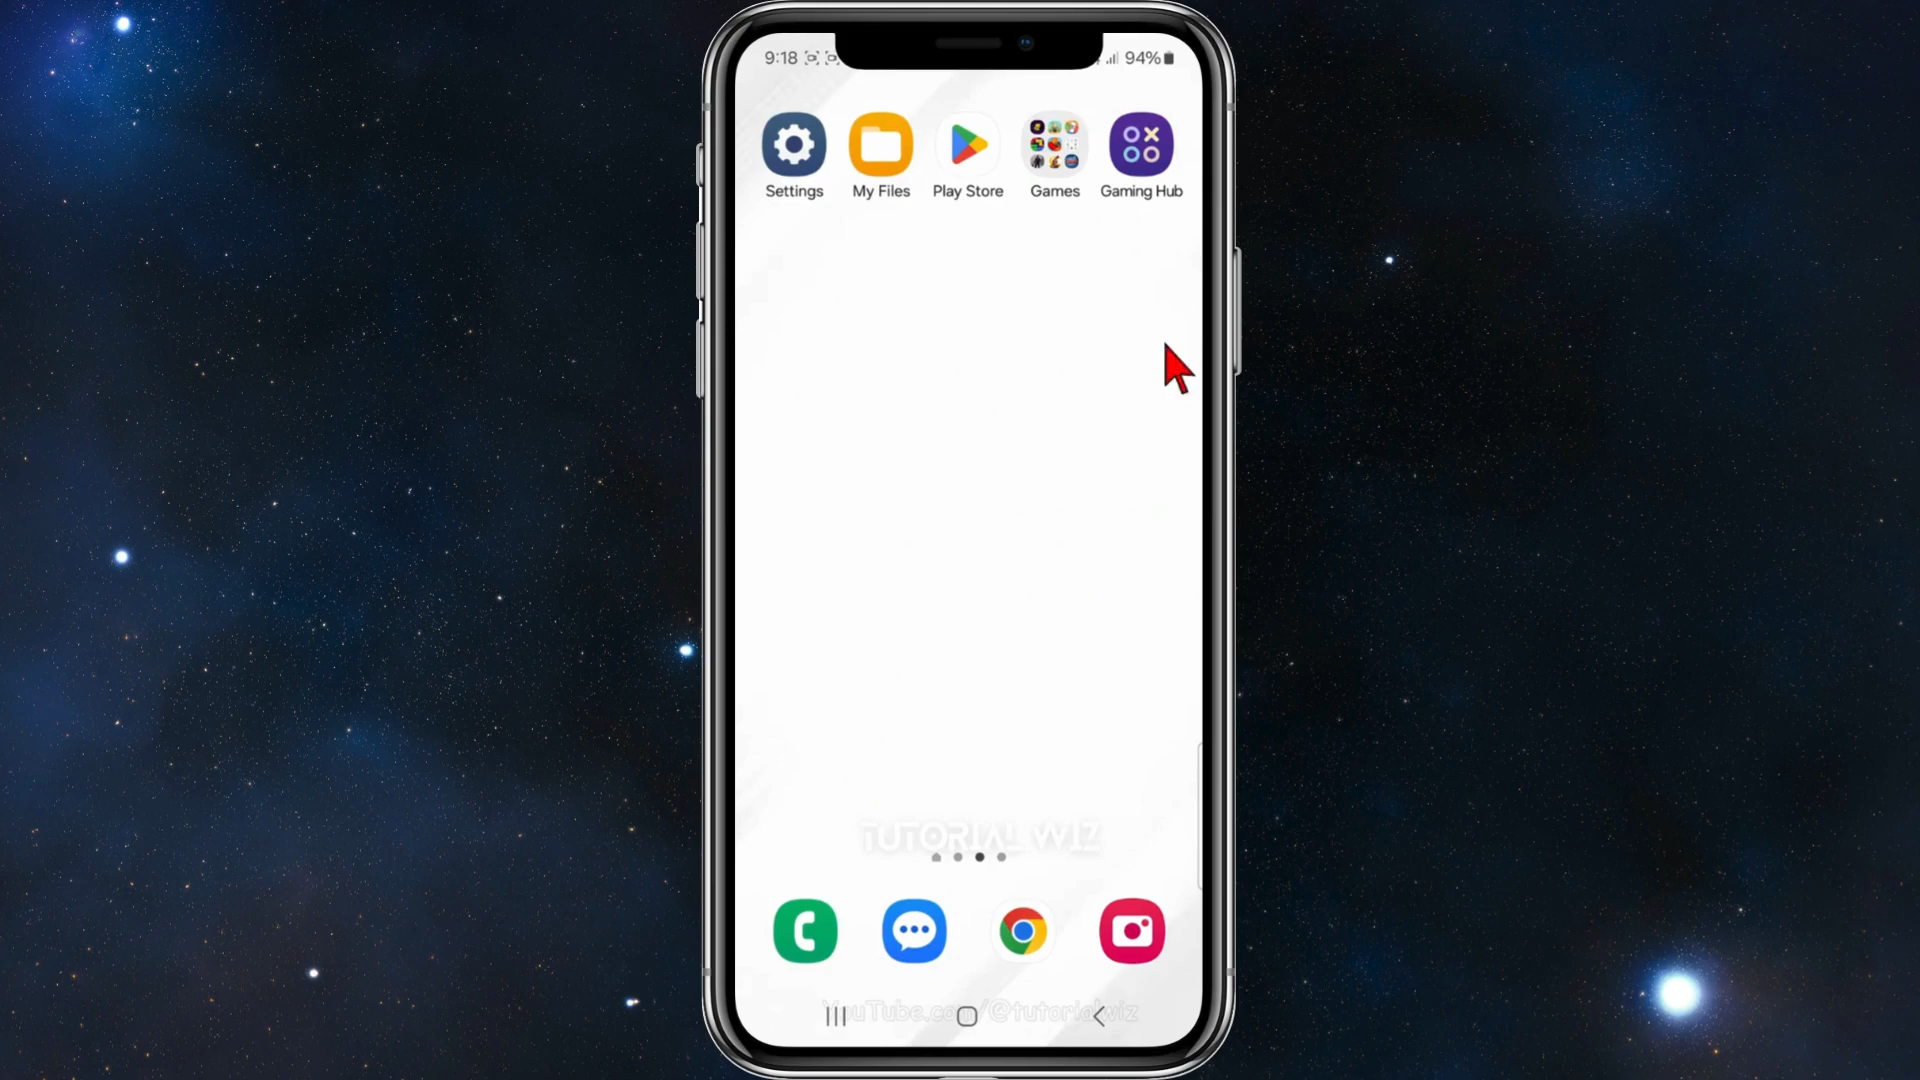 9:18
94%
Settings My Files Play Store Games Gaming Hub
TUTORIAL WIZ
YouTube.com/@tutorialwiz